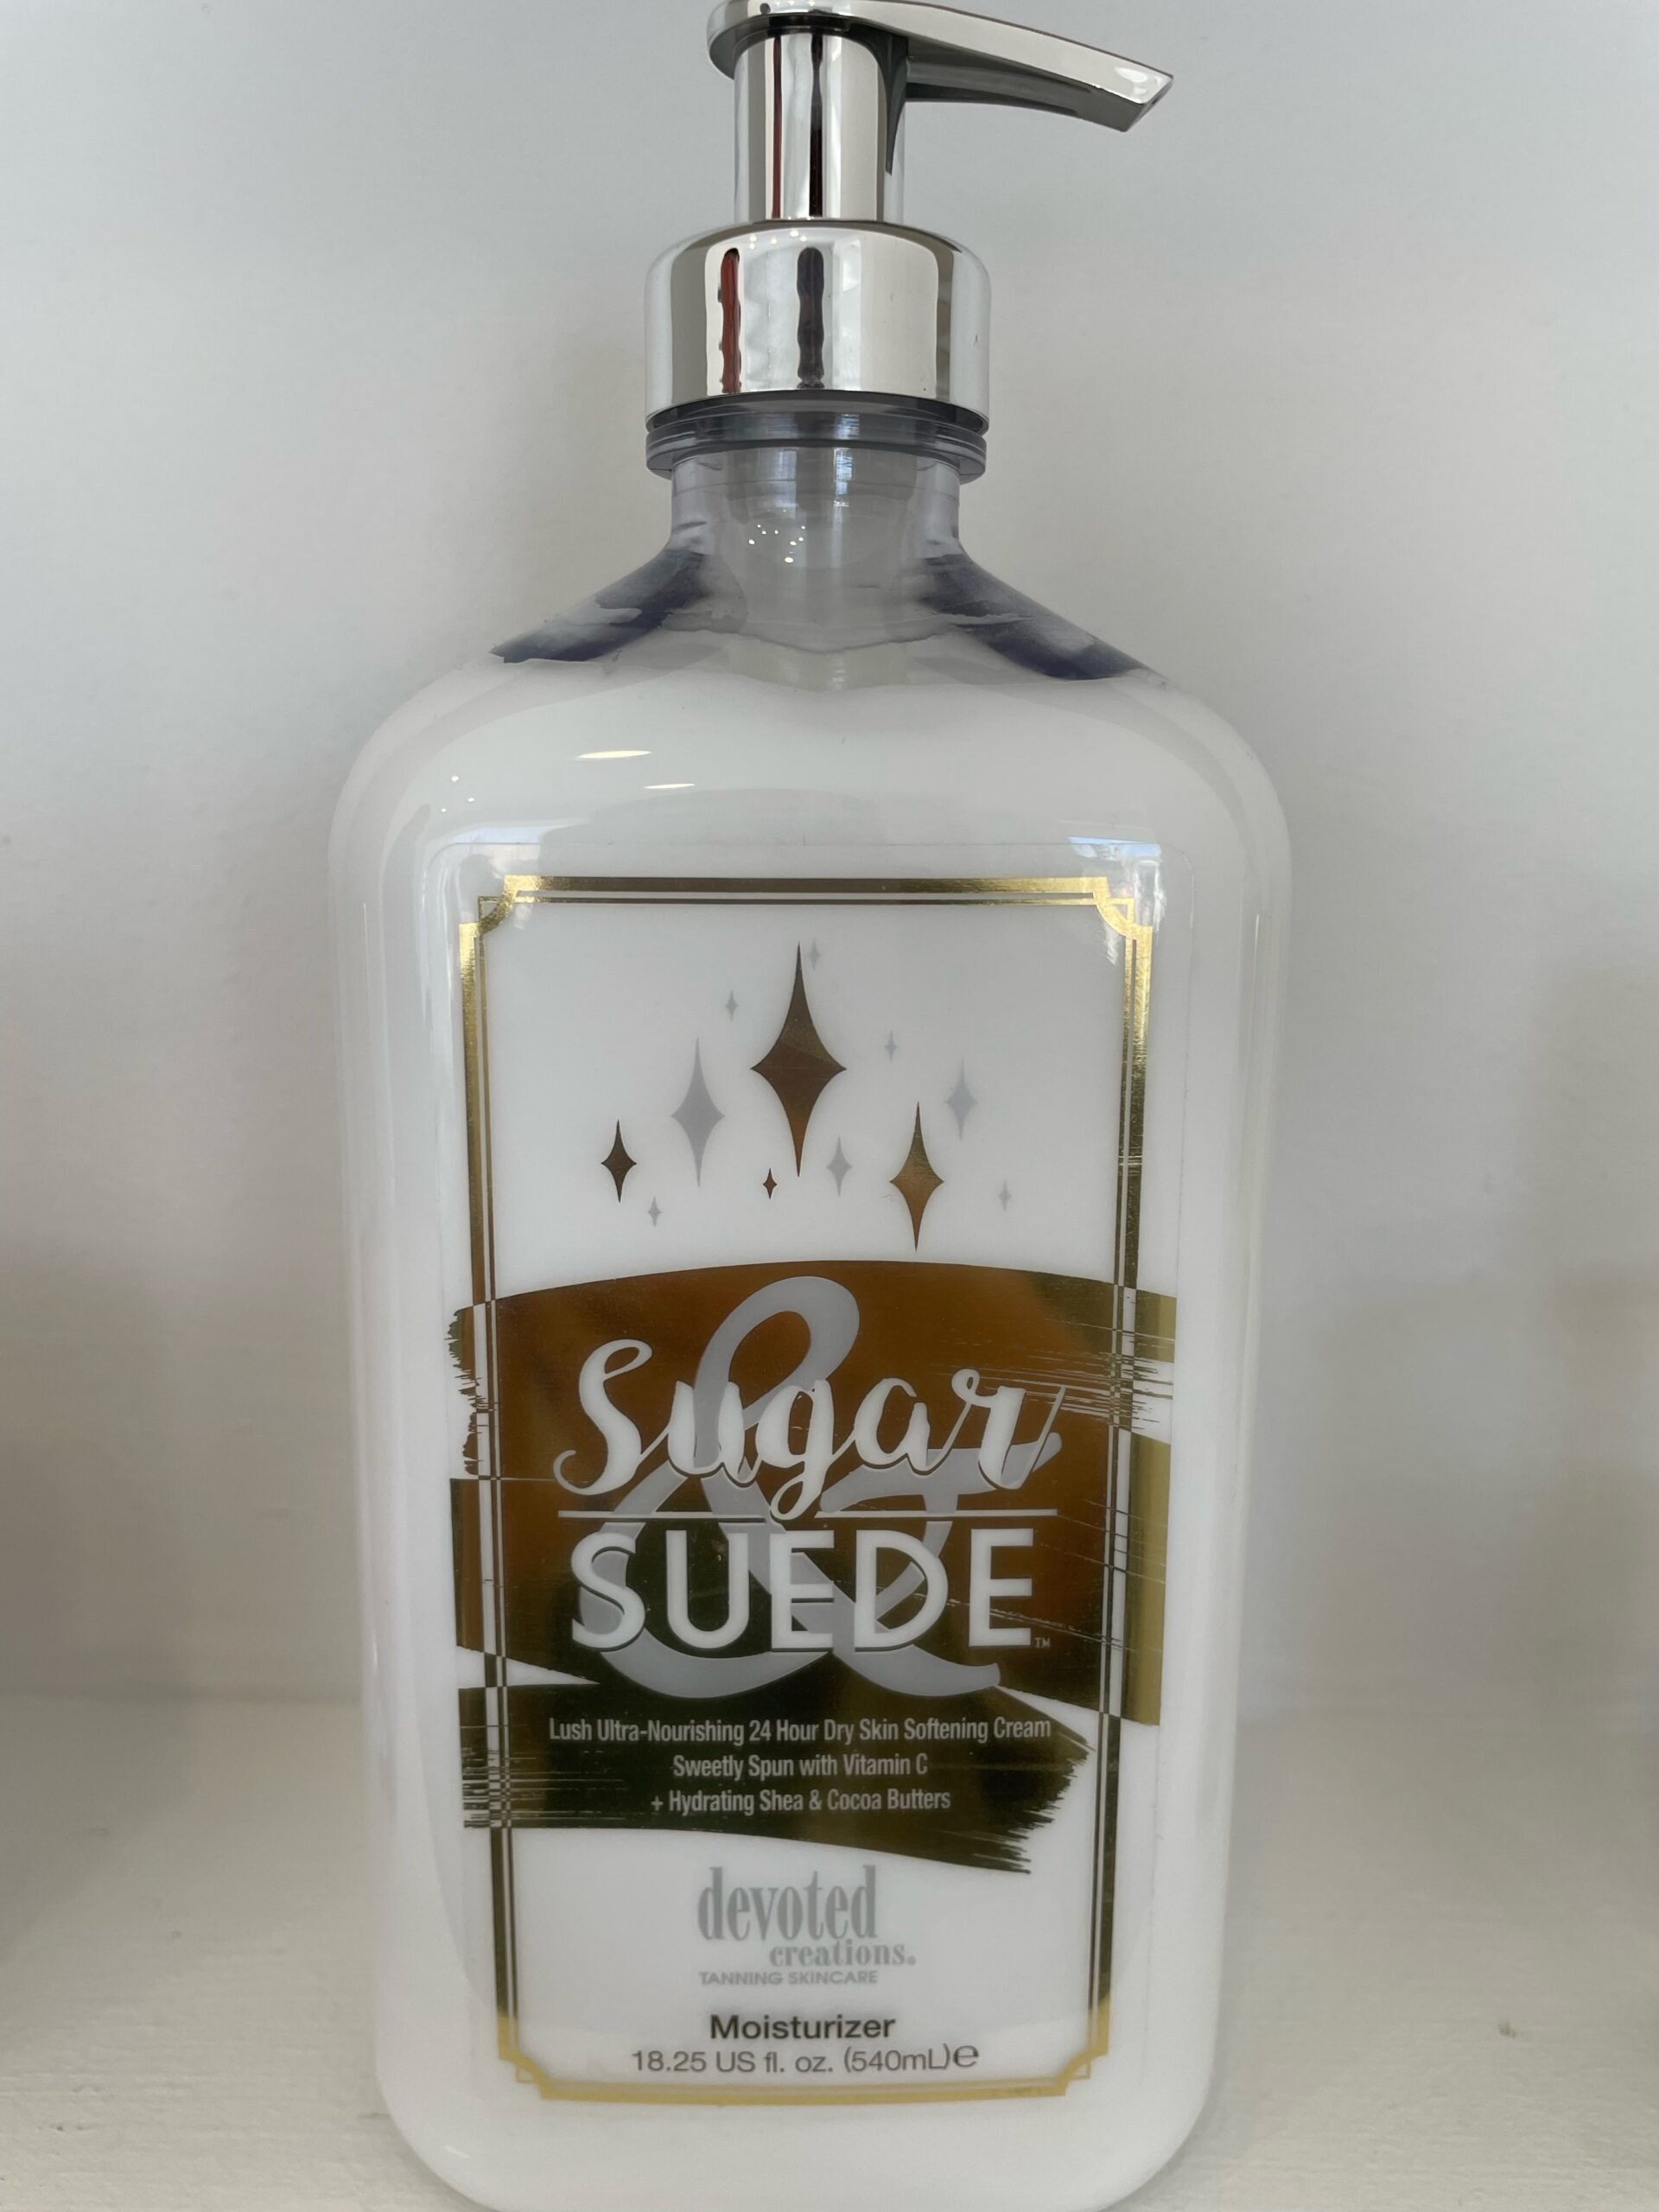 &
Sugar
SUEDE™
Lush Ultra-Nourishing 24 Hour Dry Skin Softening Cream
Sweetly Spun with Vitamin C
+ Hydrating Shea & Cocoa Butters
devoted
creations®
TANNING SKINCARE
Moisturizer
18.25 US fl. oz. (540mL)℮